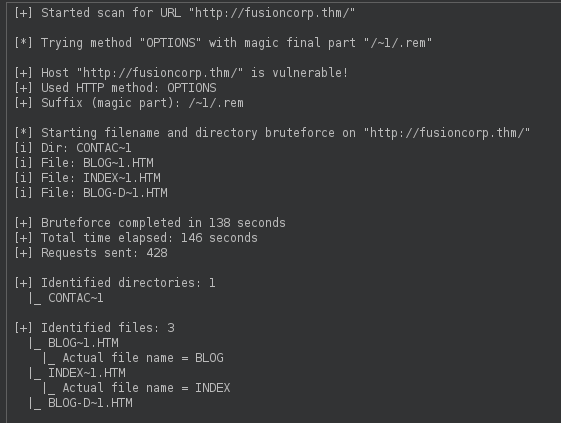 [+] Started scan for URL "http://fusioncorp.thm/"
[*] Trying method "OPTIONS" with magic final part "/~1/.rem"
[+] Host "http://fusioncorp.thm/" is vulnerable!
[+] Used HTTP method: OPTIONS
[+] Suffix (magic part): /~1/.rem
[*] Starting filename and directory bruteforce on "http://fusioncorp.thm/"
[i] Dir: CONTAC~1
[i] File: BLOG~1.HTM
[i] File: INDEX~1.HTM
[i] File: BLOG-D~1.HTM
[+] Bruteforce completed in 138 seconds
[+] Total time elapsed: 146 seconds
[+] Requests sent: 428
[+] Identified directories: 1
|_ CONTAC~1
[+] Identified files: 3
|_ BLOG~1.HTM
|_ Actual file name = BLOG
|_ INDEX~1.HTM
|_ Actual file name = INDEX
|_ BLOG-D~1.HTM